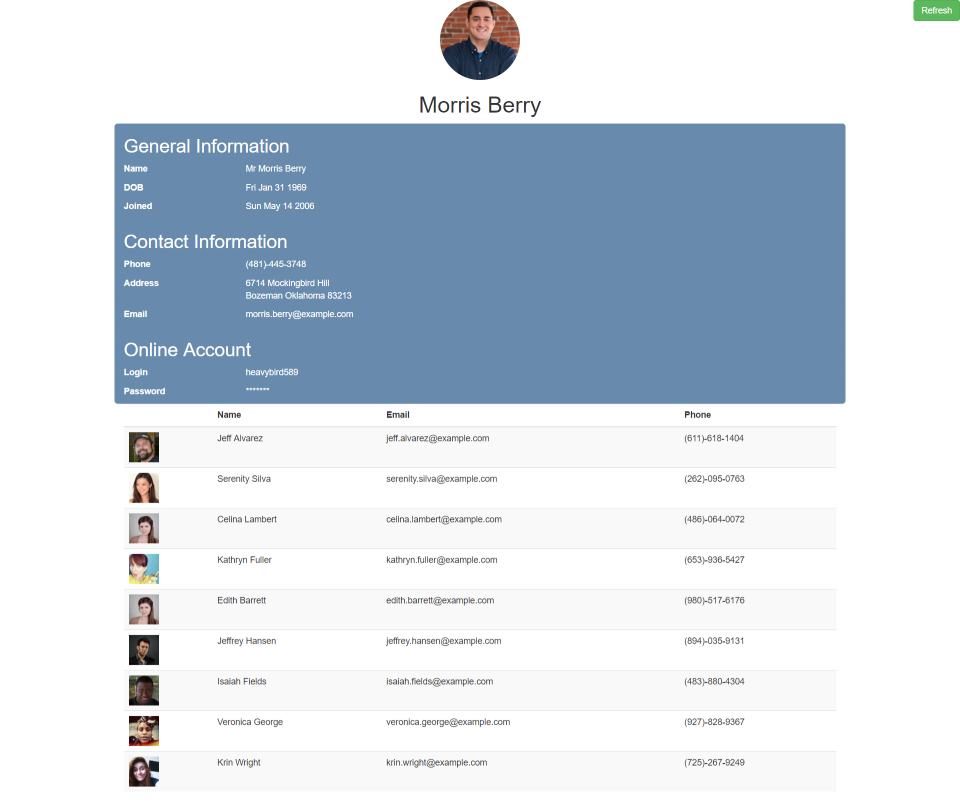 Refresh
Morris Berry
General Information
Name Mr Morris Berry
DOB Fri Jan 31 1969
Joined Sun May 14 2006
Contact Information
Phone (481)-445-3748
Address 6714 Mockingbird Hill
Bozeman Oklahoma 83213
Email morris.berry@example.com
Online Account
Login heavybird589
Password *******
Name Email Phone
Jeff Alvarez jeff.alvarez@example.com (611)-618-1404
Serenity Silva serenity.silva@example.com (262)-095-0763
Celina Lambert celina.lambert@example.com (486)-064-0072
Kathryn Fuller kathryn.fuller@example.com (653)-936-5427
Edith Barrett edith.barrett@example.com (980)-517-6176
Jeffrey Hansen jeffrey.hansen@example.com (894)-035-9131
Isaiah Fields isaiah.fields@example.com (483)-880-4304
Veronica George veronica.george@example.com (927)-828-9367
Krin Wright krin.wright@example.com (725)-267-9249